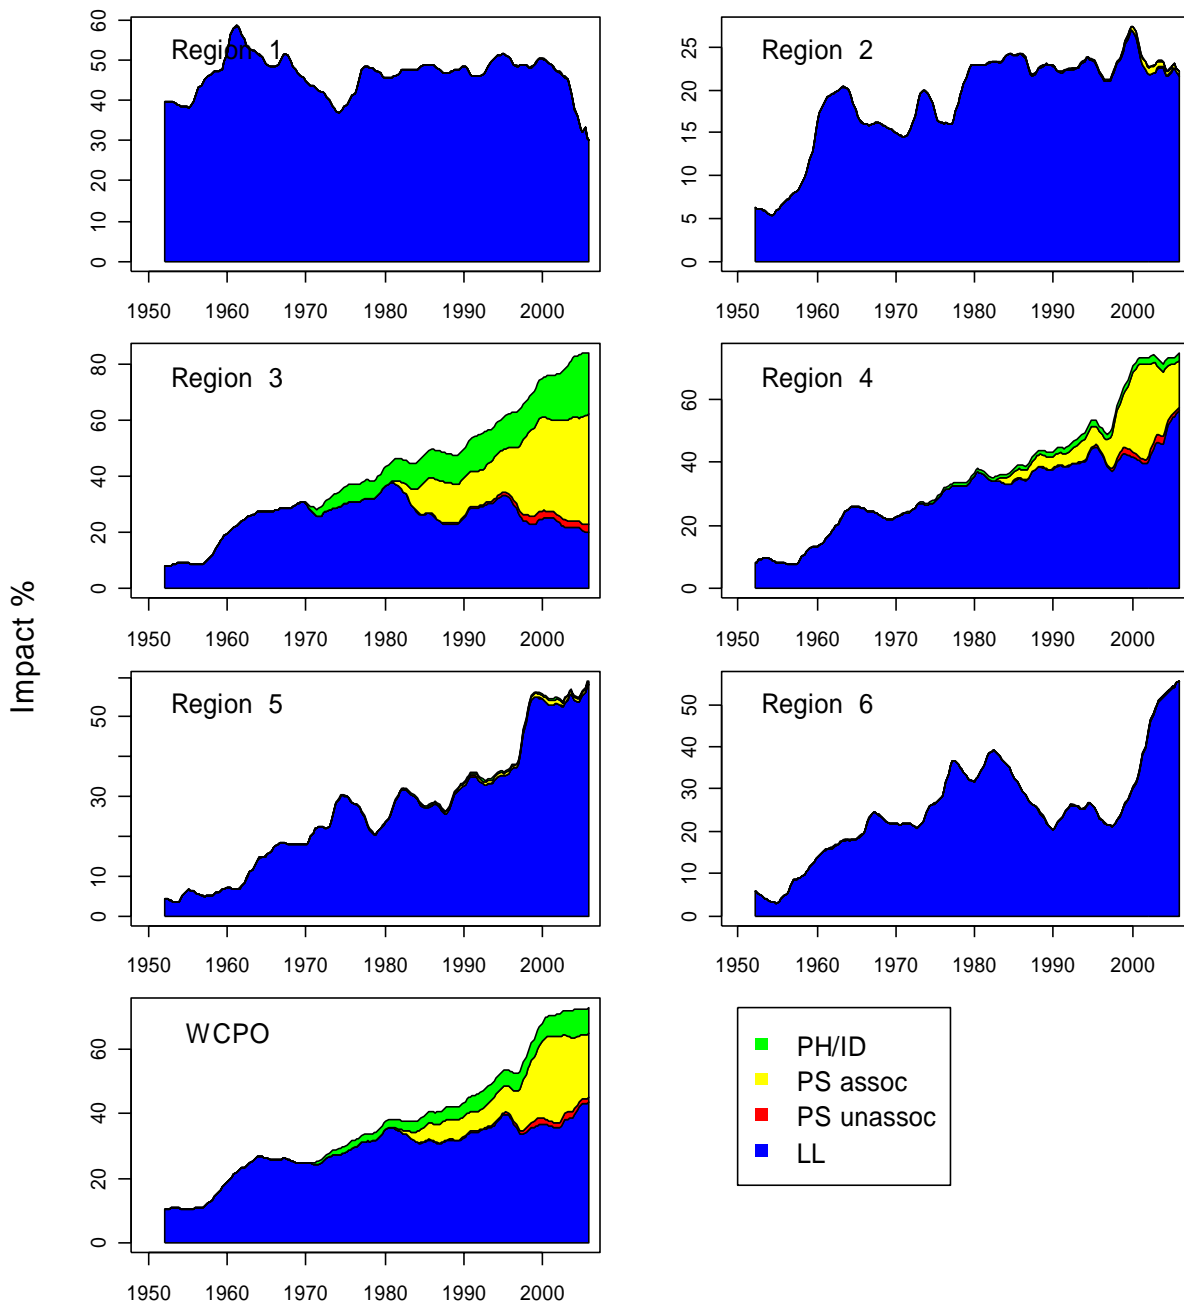 Impact %
Region 1
0 10 20 30 40 50 60
1950 1960 1970 1980 1990 2000
Region 2
0 5 10 15 20 25
1950 1960 1970 1980 1990 2000
Region 3
0 20 40 60 80
1950 1960 1970 1980 1990 2000
Region 4
0 20 40 60
1950 1960 1970 1980 1990 2000
Region 5
0 10 30 50
1950 1960 1970 1980 1990 2000
Region 6
0 10 20 30 40 50
1950 1960 1970 1980 1990 2000
WCPO
0 20 40 60
1950 1960 1970 1980 1990 2000
PH/ID
PS assoc
PS unassoc
LL